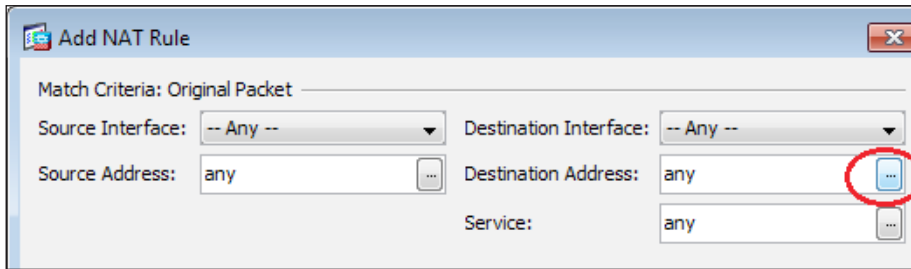 Add NAT Rule
Match Criteria: Original Packet
Source Interface: -- Any -- Destination Interface: -- Any --
Source Address: any ... Destination Address: any ...
Service: any ...